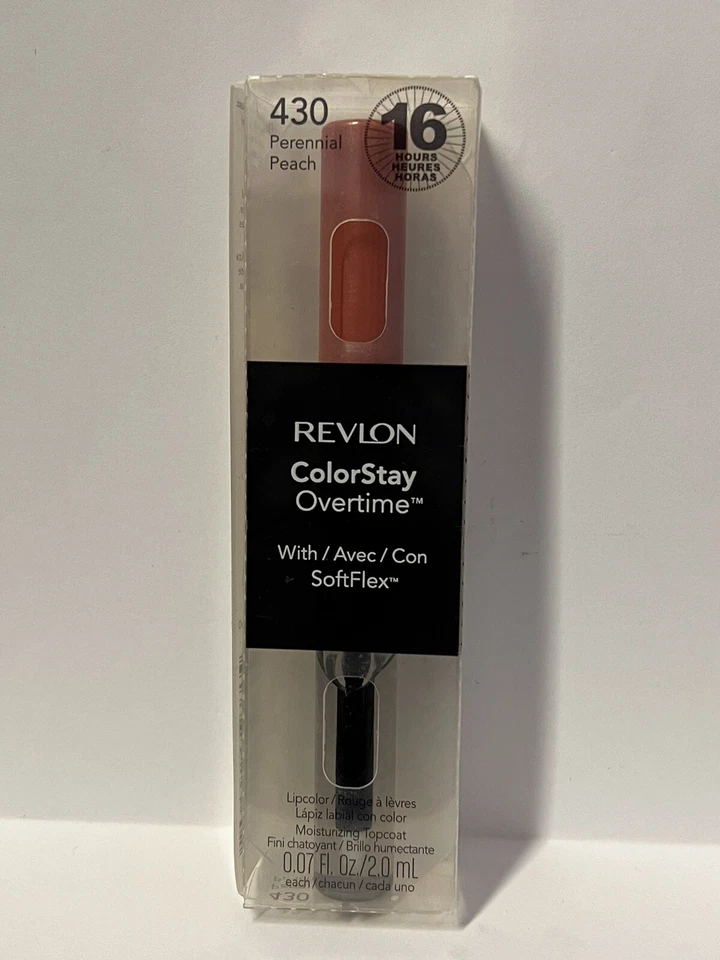 430
Perennial
Peach
16
HOURS
HEURES
HORAS
REVLON
ColorStay
Overtime™
With / Avec / Con
SoftFlex™
Lipcolor / Rouge à lèvres
Lápiz labial con color
Moisturizing Topcoat
Fini chatoyant / Brillo humectante
0.07 Fl. Oz./2.0 mL
each / chacun / cada uno
430